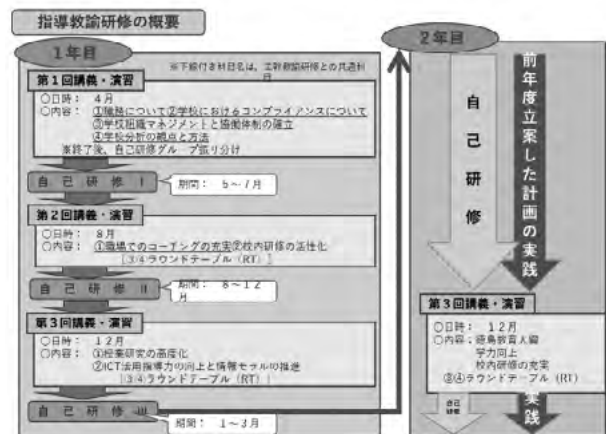 指導教諭研修の概要
1年目
※下線付き科目名は、主幹教諭研修との共通科
目
第1回講義・演習
○日時： 4月
○内容： ①職務について②学校におけるコンプライアンスについて
③学校組織マネジメントと協働体制の確立
④学校分析の観点と方法
※終了後、自己研修グループ振り分け
自己研修Ⅰ
期間： 5～7月
第2回講義・演習
○日時： 8月
○内容： ①職場でのコーチングの充実②校内研修の活性化
［③④ラウンドテーブル（RT）］
自己研修Ⅱ
期間： 8～12
月
第3回講義・演習
○日時： 12月
○内容： ①授業研究の高度化
②ICT活用指導力の向上と情報モラルの推進
［③④ラウンドテーブル（RT）］
自己研修Ⅲ
期間： 1～3月
2年目
自己研修
前年度立案した計画の実践
第3回講義・演習
○日時： 12月
○内容：徳島教育大綱
学力向上
校内研修の充実
③④ラウンドテーブル（RT）
自己
研修
実践